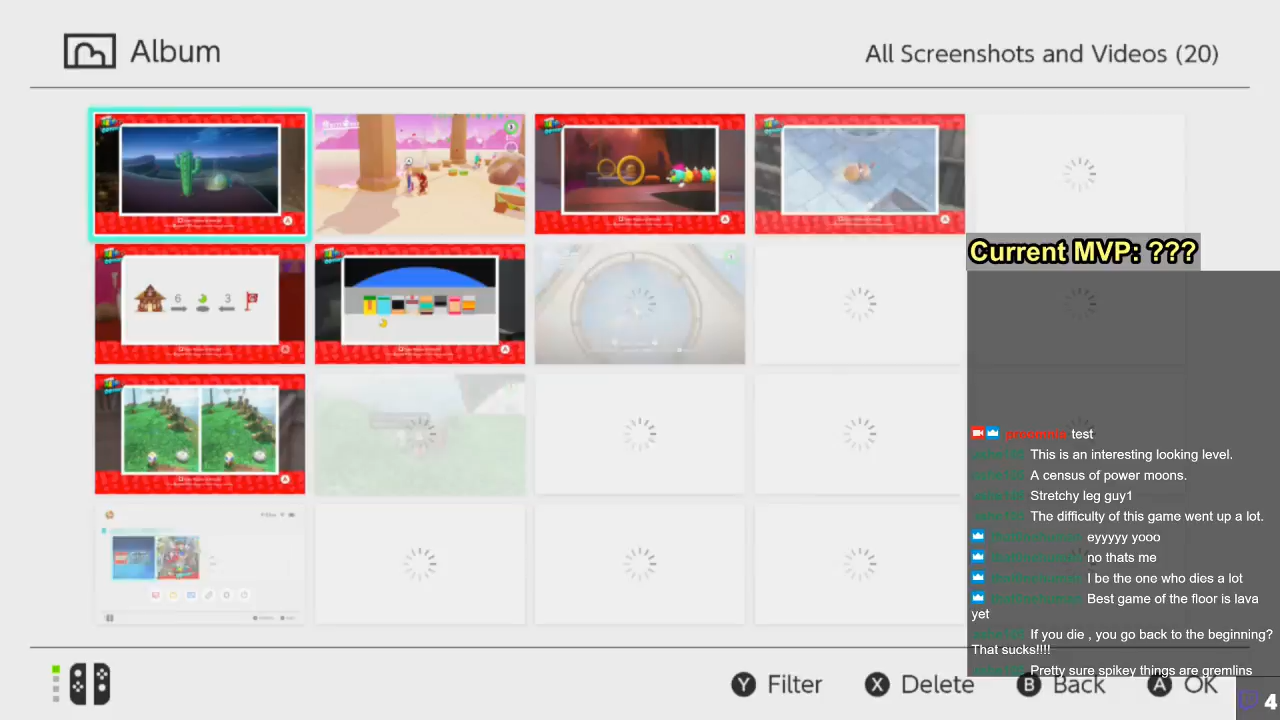 Album
All Screenshots and Videos (20)
6
3
Current MVP: ???
test
This is an interesting looking level.
A census of power moons.
Stretchy leg guy1
The difficulty of this game went up a lot.
eyyyyy yooo
no thats me
I be the one who dies a lot
Best game of the floor is lava
yet
If you die , you go back to the beginning?
That sucks!!!!
Pretty sure spikey things are gremlins
Y Filter
X Delete
B Back
A OK
4